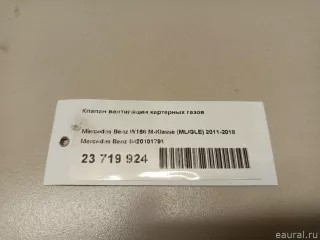 Клапан вентиляции картерных газов
Mercedes Benz W166 M-Klasse (ML/GLE) 2011-2018
Mercedes Benz 6420101791
23 719 924
eaural.ru